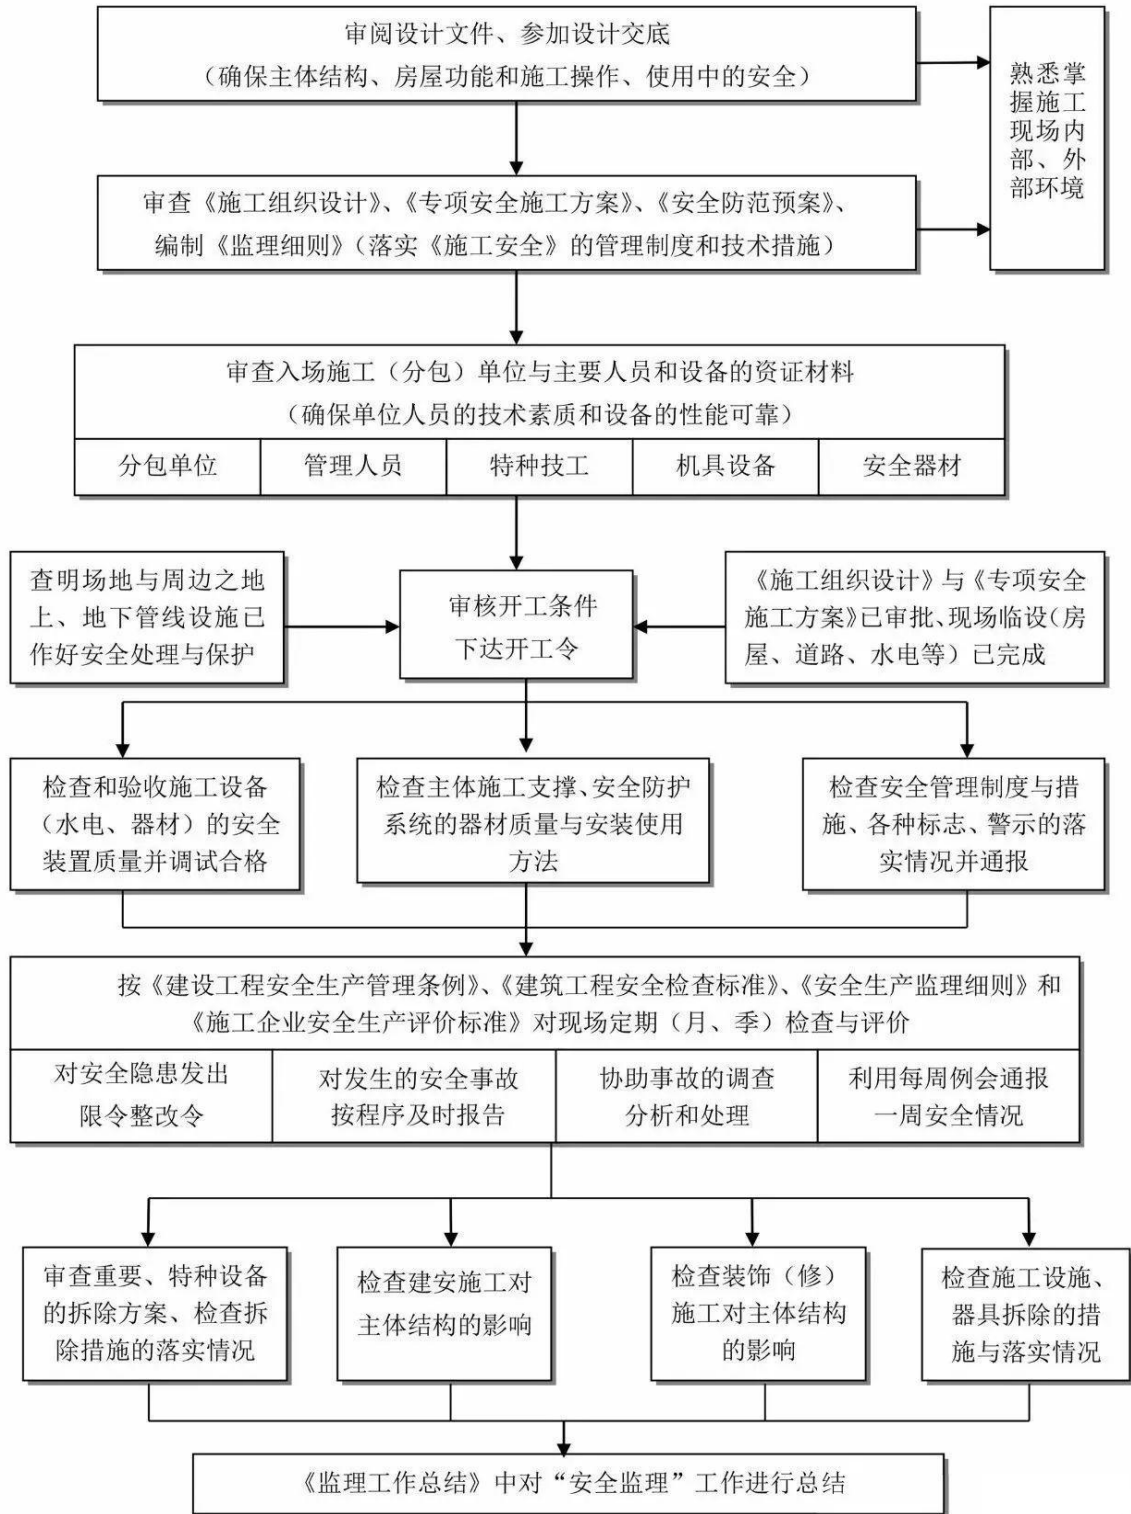 审阅设计文件、参加设计交底
（确保主体结构、房屋功能和施工操作、使用中的安全）
熟悉掌
握施工
现场内
部、外
部环境
审查《施工组织设计》、《专项安全施工方案》、《安全防范预案》、
编制《监理细则》（落实《施工安全》的管理制度和技术措施）
审查入场施工（分包）单位与主要人员和设备的资证材料
（确保单位人员的技术素质和设备的性能可靠）
分包单位
管理人员
特种技工
机具设备
安全器材
查明场地与周边之地
上、地下管线设施已
作好安全处理与保护
审核开工条件
下达开工令
《施工组织设计》与《专项安全
施工方案》已审批、现场临设（房
屋、道路、水电等）已完成
检查和验收施工设备
（水电、器材）的安全
装置质量并调试合格
检查主体施工支撑、安全防护
系统的器材质量与安装使用
方法
检查安全管理制度与措
施、各种标志、警示的落
实情况并通报
按《建设工程安全生产管理条例》、《建筑工程安全检查标准》、《安全生产监理细则》和
《施工企业安全生产评价标准》对现场定期（月、季）检查与评价
对安全隐患发出
限令整改令
对发生的安全事故
按程序及时报告
协助事故的调查
分析和处理
利用每周例会通报
一周安全情况
审查重要、特种设备
的拆除方案、检查拆
除措施的落实情况
检查建安施工对
主体结构的影响
检查装饰（修）
施工对主体结构
的影响
检查施工设施、
器具拆除的措
施与落实情况
《监理工作总结》中对“安全监理”工作进行总结